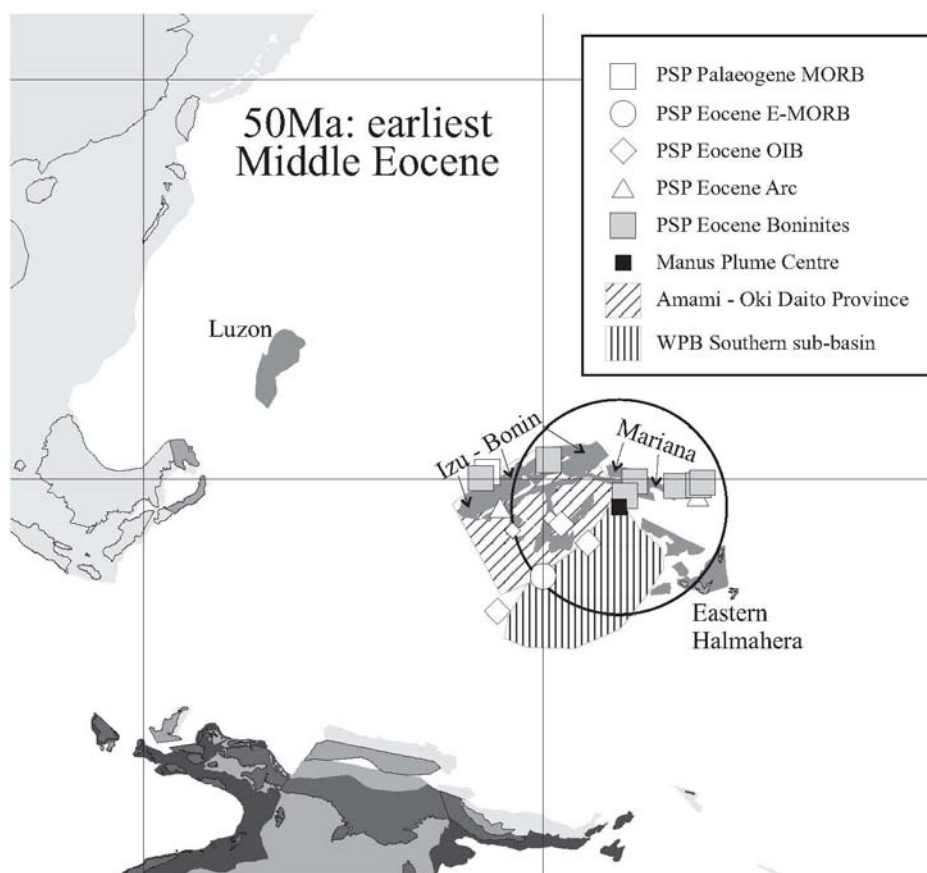 50Ma: earliest
Middle Eocene
PSP Palaeogene MORB
PSP Eocene E-MORB
PSP Eocene OIB
PSP Eocene Arc
PSP Eocene Boninites
Manus Plume Centre
Amami - Oki Daito Province
WPB Southern sub-basin
Luzon
Izu - Bonin
Mariana
Eastern
Halmahera